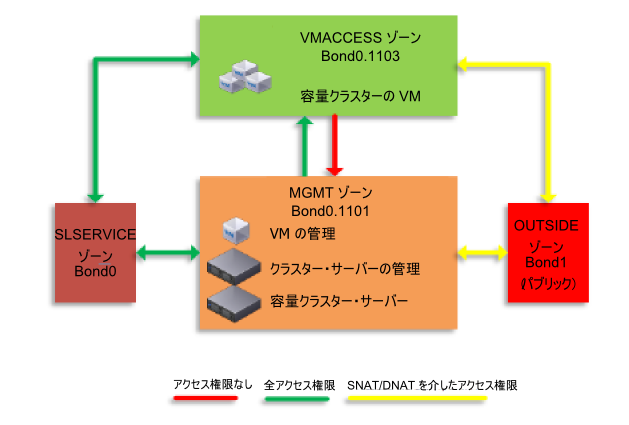 VMACCESS ゾーン
Bond0.1103
容量クラスターの VM
MGMT ゾーン
Bond0.1101
VM の管理
クラスター・サーバーの管理
容量クラスター・サーバー
SLSERVICE
ゾーン
Bond0
OUTSIDE
ゾーン
Bond1
(パブリック)
アクセス権限なし
全アクセス権限
SNAT/DNAT を介したアクセス権限